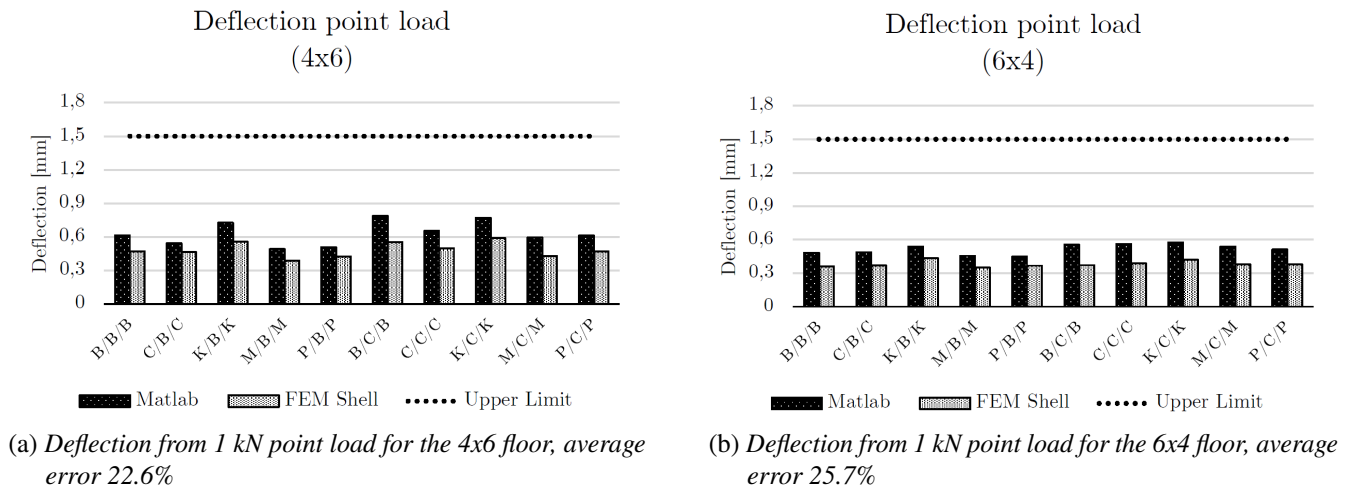 Deflection point load
(4x6)
1,8
1,5
1,2
0,9
0,6
0,3
0
Deflection [mm]
B/B/B
C/B/C
K/B/K
M/B/M
P/B/P
B/C/B
C/C/C
K/C/K
M/C/M
P/C/P
Matlab
FEM Shell
Upper Limit
(a) Deflection from 1 kN point load for the 4x6 floor, average
error 22.6%
Deflection point load
(6x4)
1,8
1,5
1,2
0,9
0,6
0,3
0
Deflection [mm]
B/B/B
C/B/C
K/B/K
M/B/M
P/B/P
B/C/B
C/C/C
K/C/K
M/C/M
P/C/P
Matlab
FEM Shell
Upper Limit
(b) Deflection from 1 kN point load for the 6x4 floor, average
error 25.7%